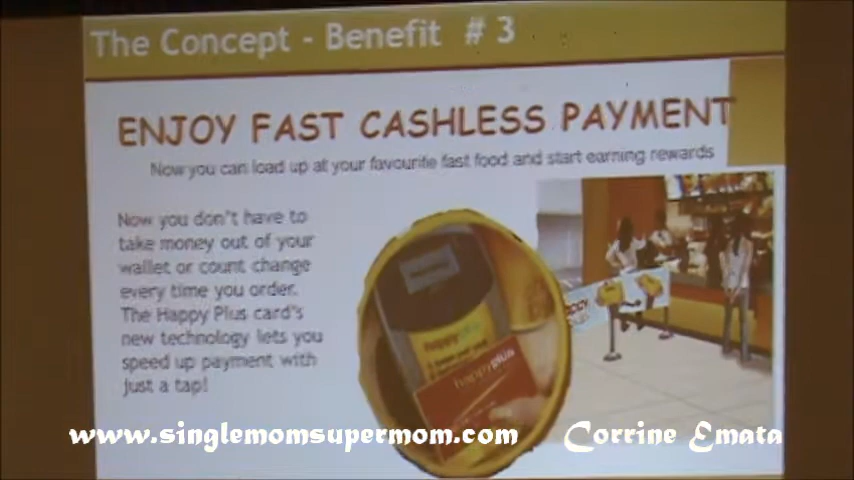 The Concept - Benefit # 3
ENJOY FAST CASHLESS PAYMENT
Now you can load up at your favourite fast food and start earning rewards
Now you don't have to
take money out of your
wallet or count change
every time you order.
The Happy Plus card's
new technology lets you
speed up payment with
just a tap!
happyplus
happyplus
www.singlemomsupermom.com
Corrine Emata